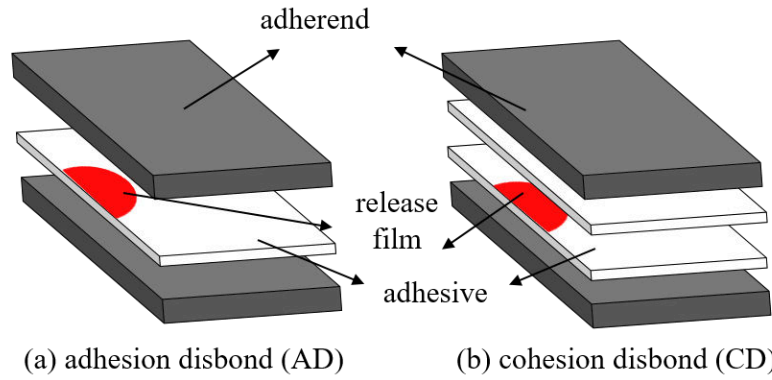 adherend
release
film
adhesive
(a) adhesion disbond (AD)
(b) cohesion disbond (CD)